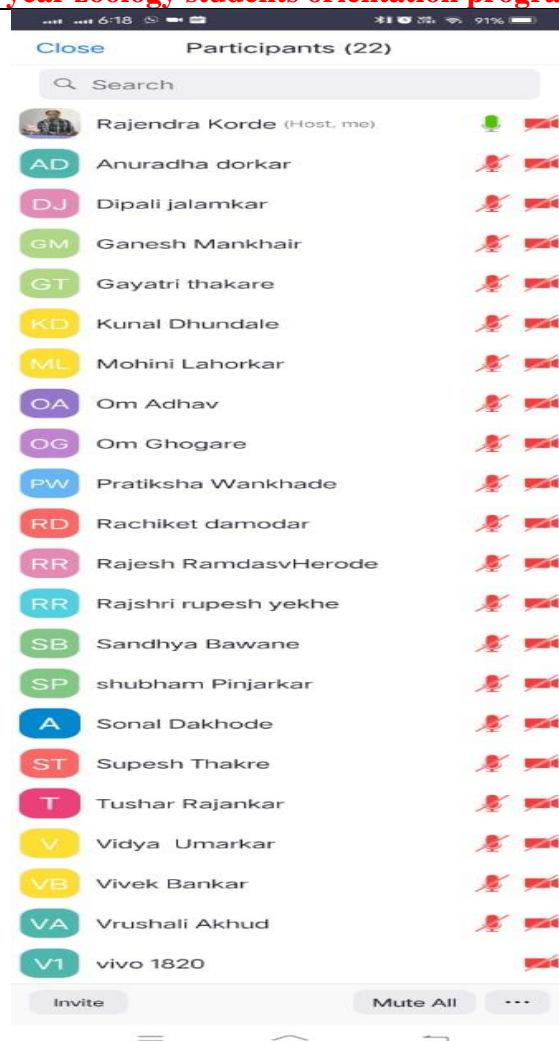 year zoology students orientation progra
6:18 91%
Close Participants (22)
Search
Rajendra Korde (Host, me)
AD Anuradha dorkar
DJ Dipali jalamkar
GM Ganesh Mankhair
GT Gayatri thakare
KD Kunal Dhundale
ML Mohini Lahorkar
OA Om Adhav
OG Om Ghogare
PW Pratiksha Wankhade
RD Rachiket damodar
RR Rajesh RamdasvHerode
RR Rajshri rupesh yekhe
SB Sandhya Bawane
SP shubham Pinjarkar
A Sonal Dakhode
ST Supesh Thakre
T Tushar Rajankar
V Vidya Umarkar
VB Vivek Bankar
VA Vrushali Akhud
V1 vivo 1820
Invite Mute All ...